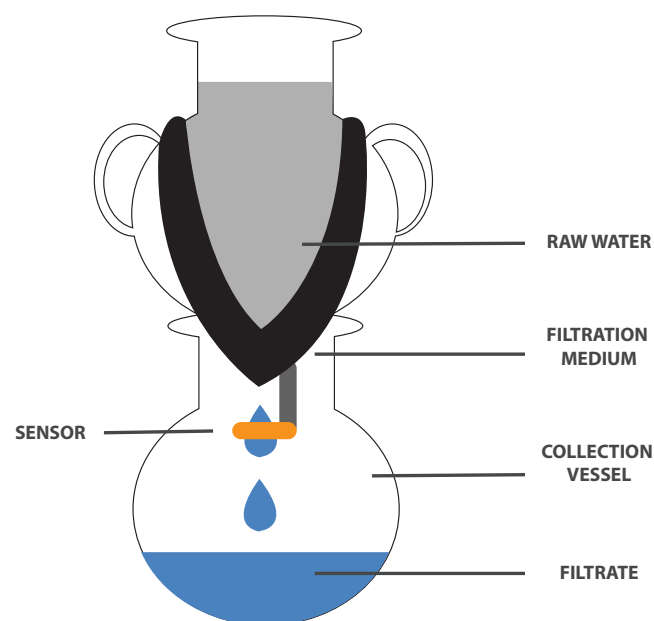 RAW WATER
FILTRATION
MEDIUM
SENSOR
COLLECTION
VESSEL
FILTRATE